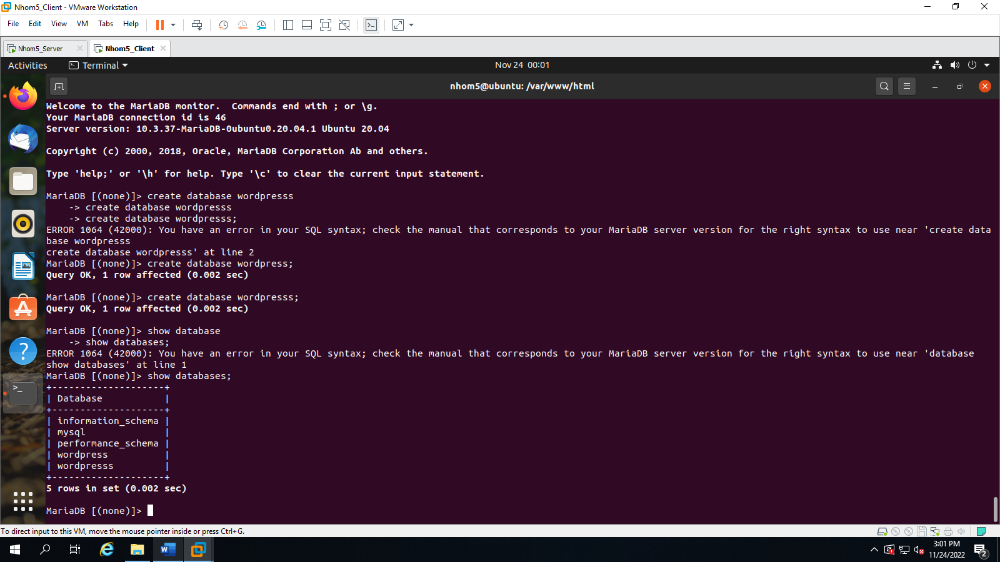 Nhom5_Client - VMware Workstation
File Edit View VM Tabs Help
Nhom5_Server
Nhom5_Client
Activities
Terminal
Nov 24 00:01
nhom5@ubuntu: /var/www/html
Welcome to the MariaDB monitor.  Commands end with ; or \g.
Your MariaDB connection id is 46
Server version: 10.3.37-MariaDB-0ubuntu0.20.04.1 Ubuntu 20.04
Copyright (c) 2000, 2018, Oracle, MariaDB Corporation Ab and others.
Type 'help;' or '\h' for help. Type '\c' to clear the current input statement.
MariaDB [(none)]> create database wordpresss
    -> create database wordpresss
    -> create database wordpresss;
ERROR 1064 (42000): You have an error in your SQL syntax; check the manual that corresponds to your MariaDB server version for the right syntax to use near 'create data
base wordpresss
create database wordpresss' at line 2
MariaDB [(none)]> create database wordpress;
Query OK, 1 row affected (0.002 sec)
MariaDB [(none)]> create database wordpresss;
Query OK, 1 row affected (0.002 sec)
MariaDB [(none)]> show database
    -> show databases;
ERROR 1064 (42000): You have an error in your SQL syntax; check the manual that corresponds to your MariaDB server version for the right syntax to use near 'database
show databases' at line 1
MariaDB [(none)]> show databases;
+--------------------+
| Database           |
+--------------------+
| information_schema |
| mysql              |
| performance_schema |
| wordpress          |
| wordpresss         |
+--------------------+
5 rows in set (0.002 sec)
MariaDB [(none)]>
To direct input to this VM, move the mouse pointer inside or press Ctrl+G.
3:01 PM
11/24/2022
2